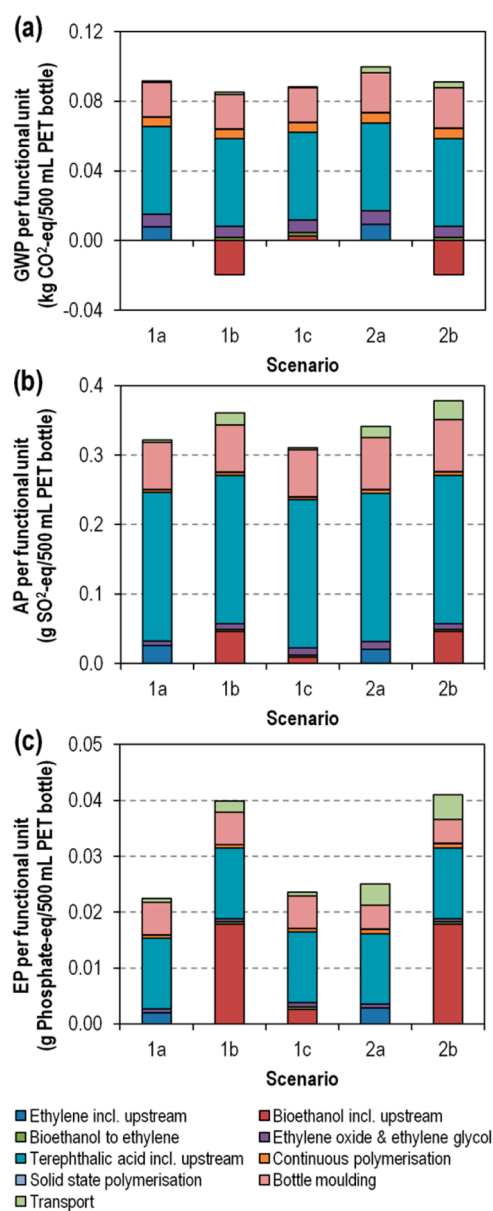 (a)
GWP per functional unit
(kg CO²-eq/500 mL PET bottle)
0.12
0.08
0.04
0.00
-0.04
1a 1b 1c 2a 2b
Scenario
(b)
AP per functional unit
(g SO²-eq/500 mL PET bottle)
0.4
0.3
0.2
0.1
0.0
1a 1b 1c 2a 2b
Scenario
(c)
EP per functional unit
(g Phosphate-eq/500 mL PET bottle)
0.05
0.04
0.03
0.02
0.01
0.00
1a 1b 1c 2a 2b
Scenario
Ethylene incl. upstream
Bioethanol incl. upstream
Bioethanol to ethylene
Ethylene oxide & ethylene glycol
Terephthalic acid incl. upstream
Continuous polymerisation
Solid state polymerisation
Bottle moulding
Transport